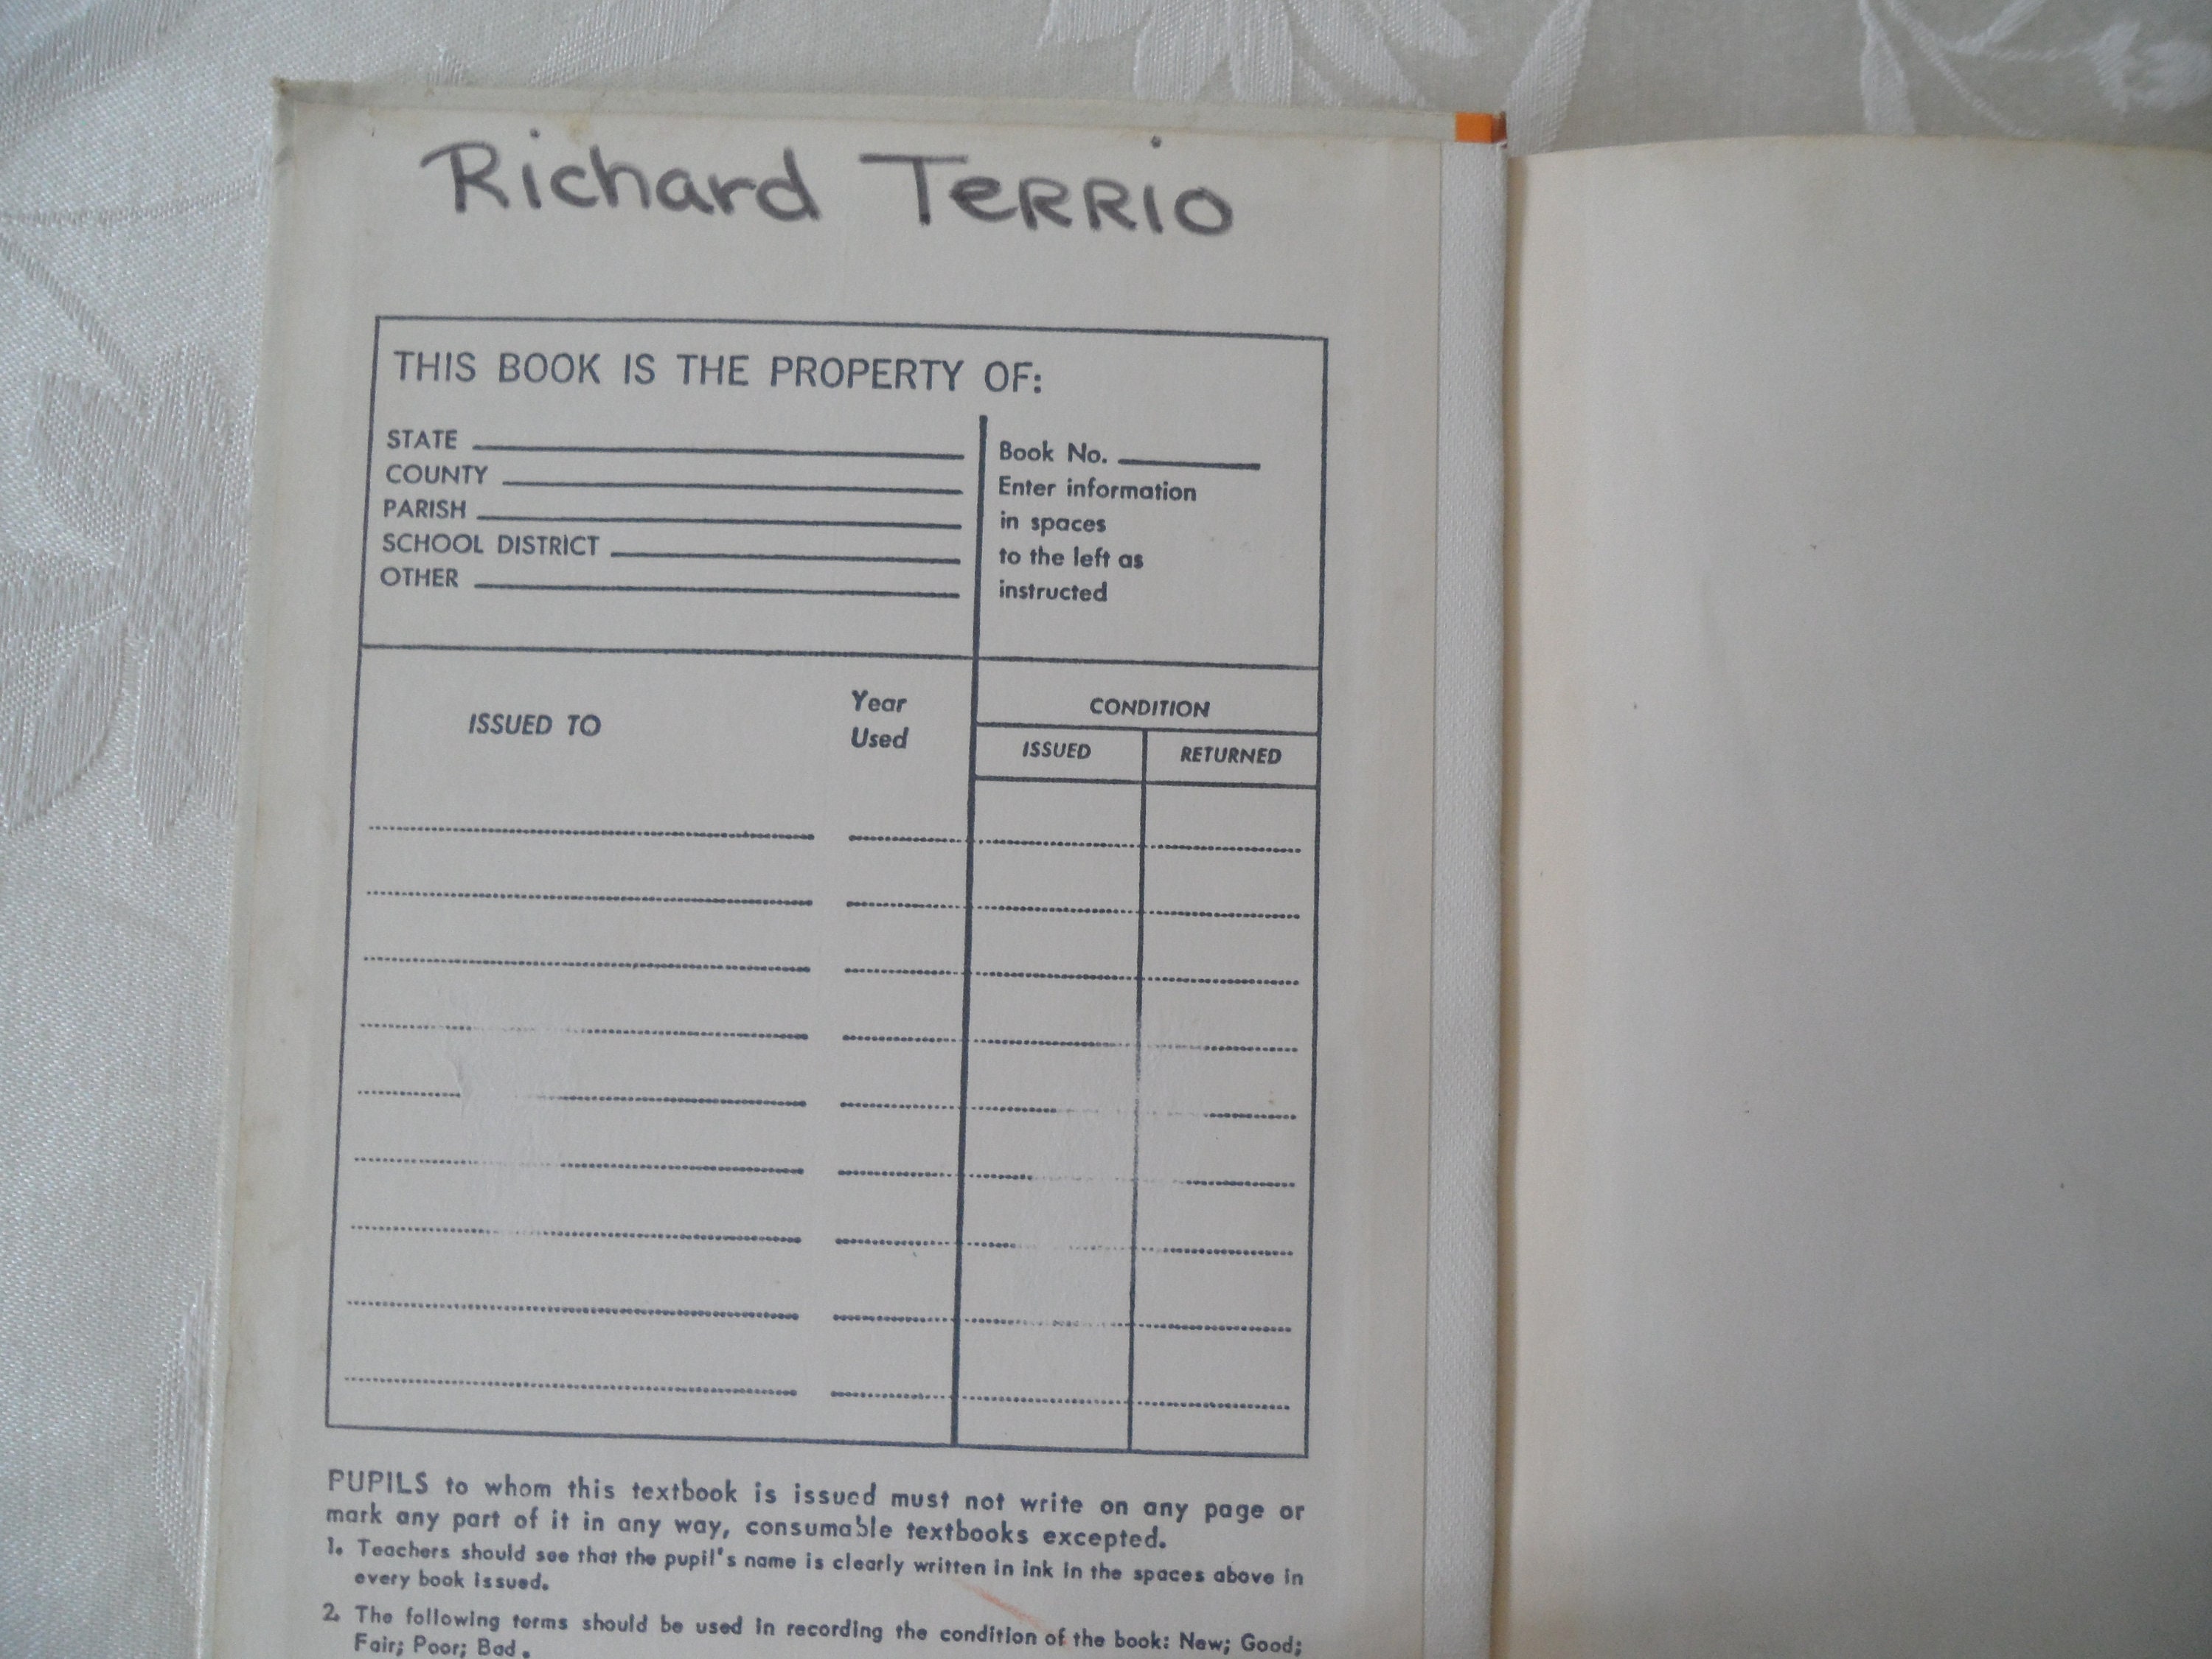 Richard TeRRIO
THIS BOOK IS THE PROPERTY OF:
STATE
COUNTY
PARISH
SCHOOL DISTRICT
OTHER
Book No.
Enter information
in spaces
to the left as
instructed
ISSUED TO
Year
Used
CONDITION
ISSUED
RETURNED
PUPILS to whom this textbook is issued must not write on any page or
mark any part of it in any way, consumable textbooks excepted.
1. Teachers should see that the pupil's name is clearly written in ink in the spaces above in
every book issued.
2. The following terms should be used in recording the condition of the book: New; Good;
Fair; Poor; Bad.